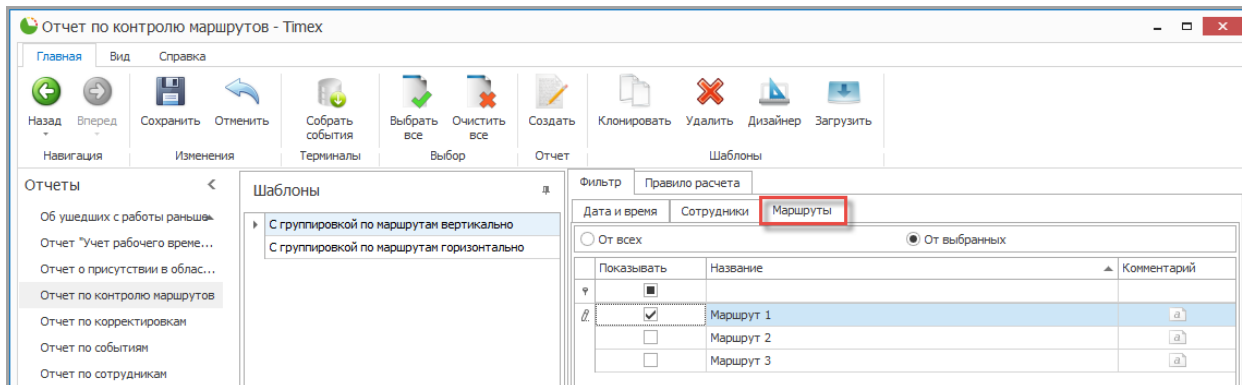 Отчет по контролю маршрутов - Timex
Главная Вид Справка
Назад Вперед Сохранить Отменить Собрать события Выбрать все Очистить все Создать Клонировать Удалить Дизайнер Загрузить
Навигация Изменения Терминалы Выбор Отчет Шаблоны
Отчеты
Об ушедших с работы раньше
Отчет "Учет рабочего време...
Отчет о присутствии в облас...
Отчет по контролю маршрутов
Отчет по корректировкам
Отчет по событиям
Отчет по сотрудникам
Шаблоны
С группировкой по маршрутам вертикально
С группировкой по маршрутам горизонтально
Фильтр Правило расчета
Дата и время Сотрудники Маршруты
От всех От выбранных
Показывать Название Комментарий
Маршрут 1 a
Маршрут 2 a
Маршрут 3 a